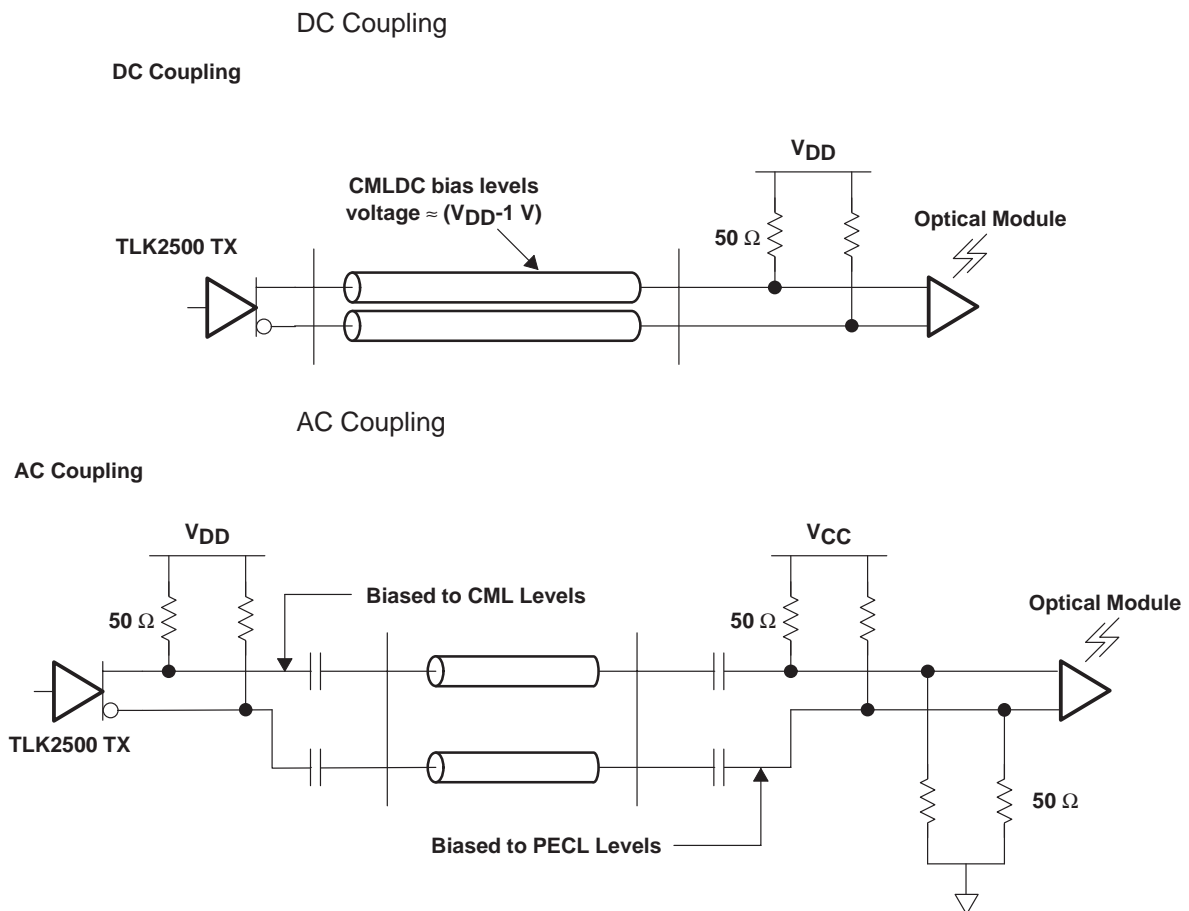 DC Coupling
DC Coupling
VDD
CMLDC bias levels
voltage ≈ (VDD-1 V)
50 Ω
Optical Module
TLK2500 TX
AC Coupling
AC Coupling
VDD
VCC
Biased to CML Levels
50 Ω
50 Ω
Optical Module
TLK2500 TX
50 Ω
Biased to PECL Levels